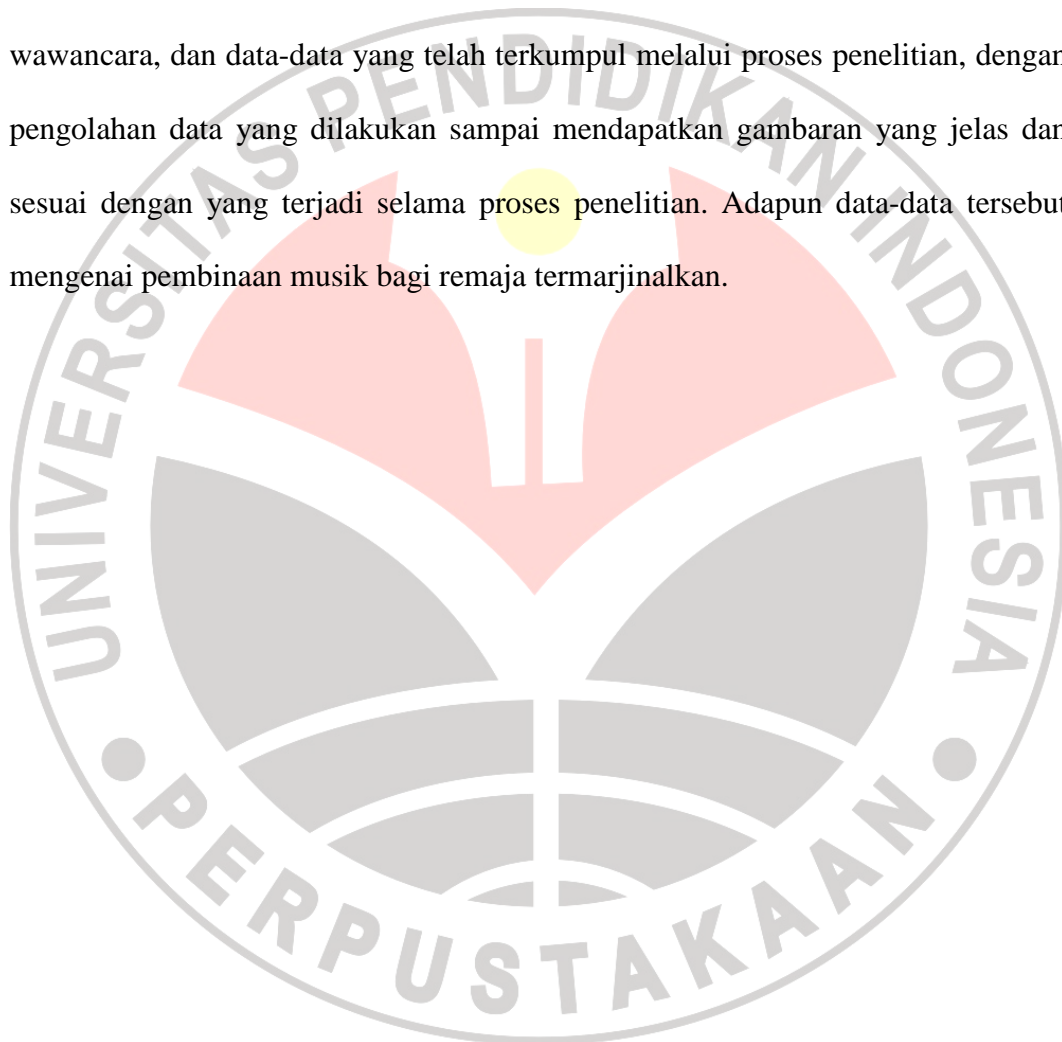 wawancara, dan data-data yang telah terkumpul melalui proses penelitian, dengan
pengolahan data yang dilakukan sampai mendapatkan gambaran yang jelas dan
sesuai dengan yang terjadi selama proses penelitian. Adapun data-data tersebut
mengenai pembinaan musik bagi remaja termarjinalkan.
UNIVERSITAS PENDIDIKAN INDONESIA
PERPUSTAKAAN